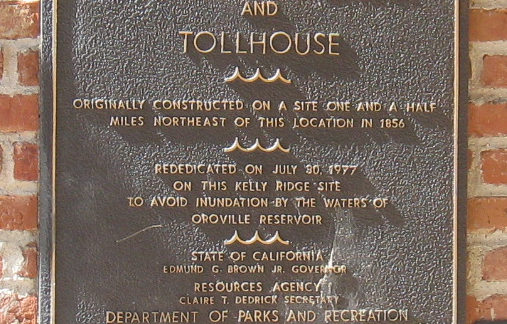 AND
TOLLHOUSE
ORIGINALLY CONSTRUCTED ON A SITE ONE AND A HALF
MILES NORTHEAST OF THIS LOCATION IN 1856
REDEDICATED ON JULY 30, 1977
ON THIS KELLY RIDGE SITE
TO AVOID INUNDATION BY THE WATERS OF
OROVILLE RESERVOIR
STATE OF CALIFORNIA
EDMUND G. BROWN JR. GOVERNOR
RESOURCES AGENCY
CLAIRE T. DEDRICK SECRETARY
DEPARTMENT OF PARKS AND RECREATION